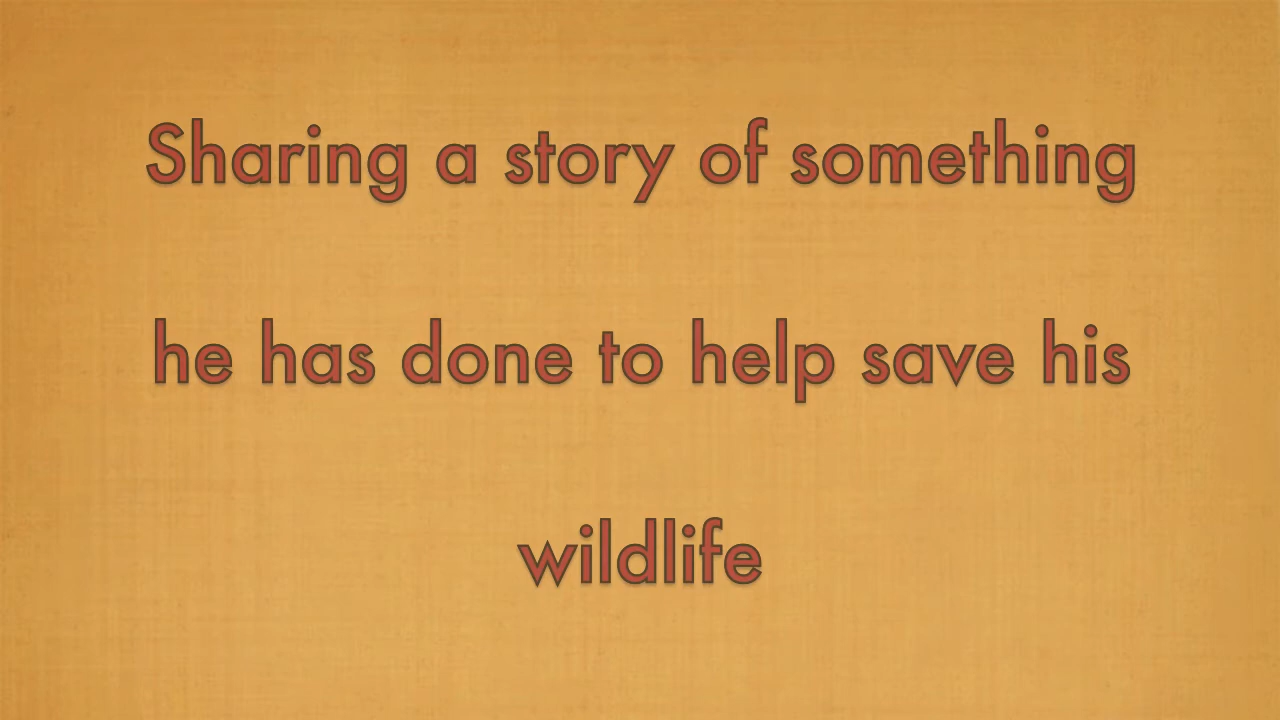 Sharing a story of something
he has done to help save his
wildlife